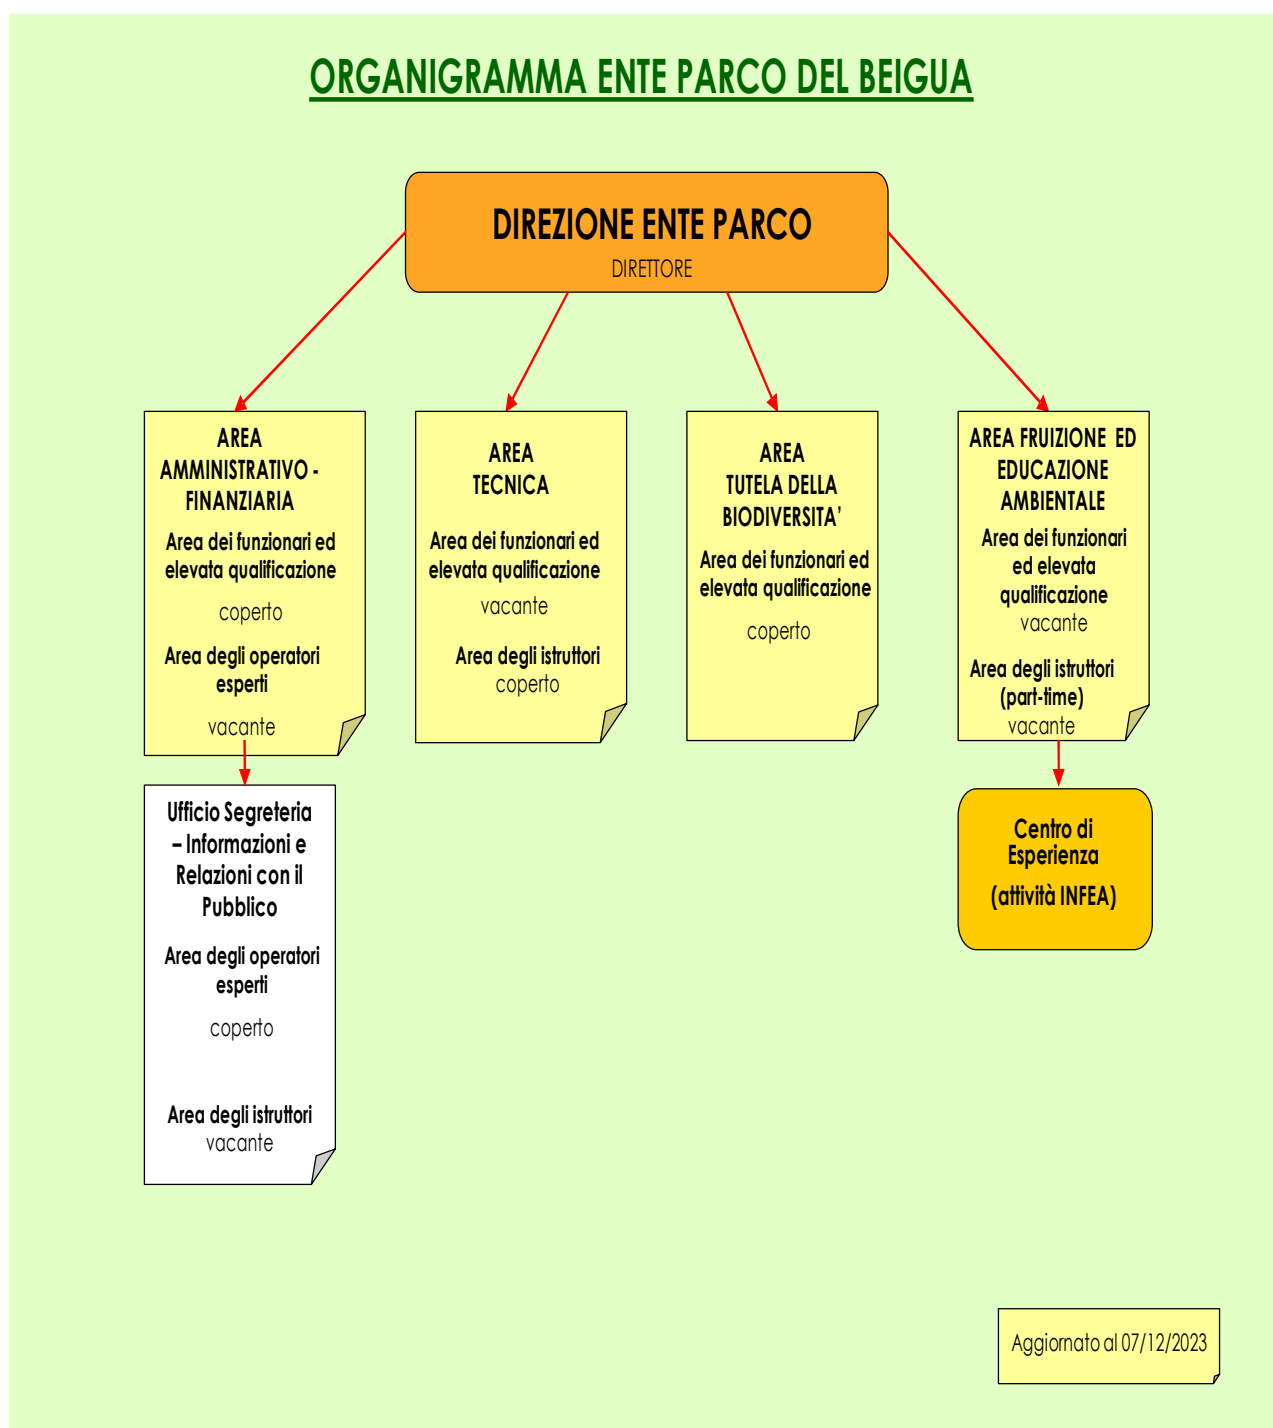 ORGANIGRAMMA ENTE PARCO DEL BEIGUA
DIREZIONE ENTE PARCO
DIRETTORE
AREA
AMMINISTRATIVO -
FINANZIARIA
Area dei funzionari ed
elevata qualificazione
coperto
Area degli operatori
esperti
vacante
AREA
TECNICA
Area dei funzionari ed
elevata qualificazione
vacante
Area degli istruttori
coperto
AREA
TUTELA DELLA
BIODIVERSITA’
Area dei funzionari ed
elevata qualificazione
coperto
AREA FRUIZIONE ED
EDUCAZIONE
AMBIENTALE
Area dei funzionari
ed elevata
qualificazione
vacante
Area degli istruttori
(part-time)
vacante
Ufficio Segreteria
– Informazioni e
Relazioni con il
Pubblico
Area degli operatori
esperti
coperto
Area degli istruttori
vacante
Centro di
Esperienza
(attività INFEA)
Aggiornato al 07/12/2023